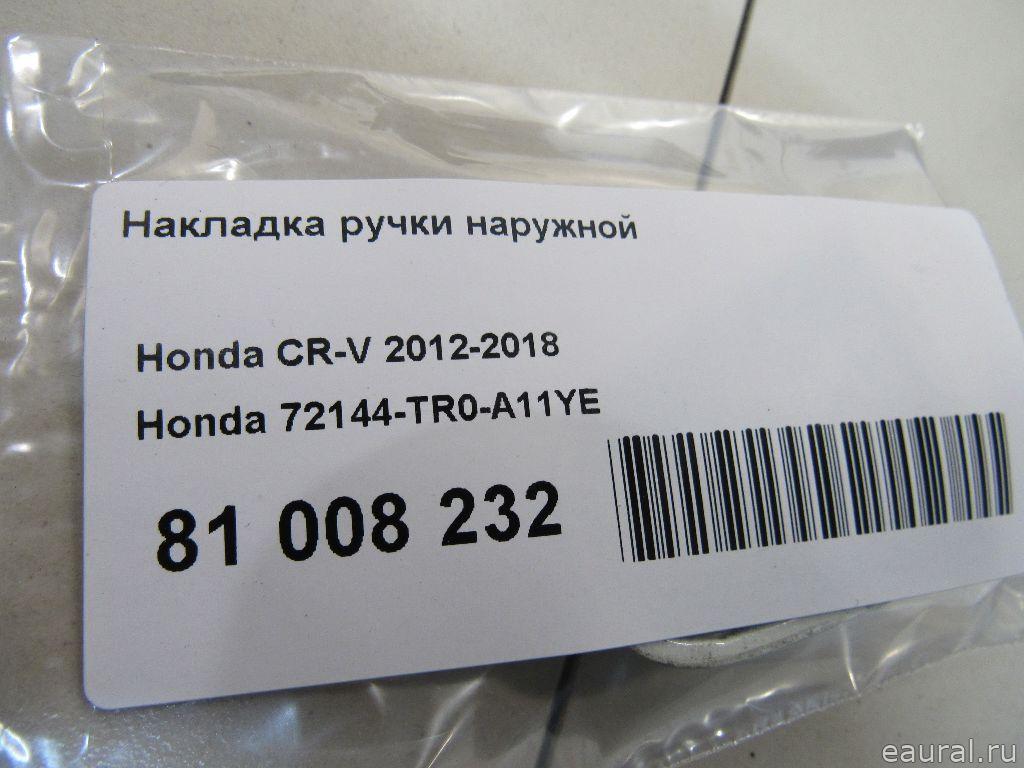 Накладка ручки наружной
Honda CR-V 2012-2018
Honda 72144-TR0-A11YE
81 008 232
eaural.ru